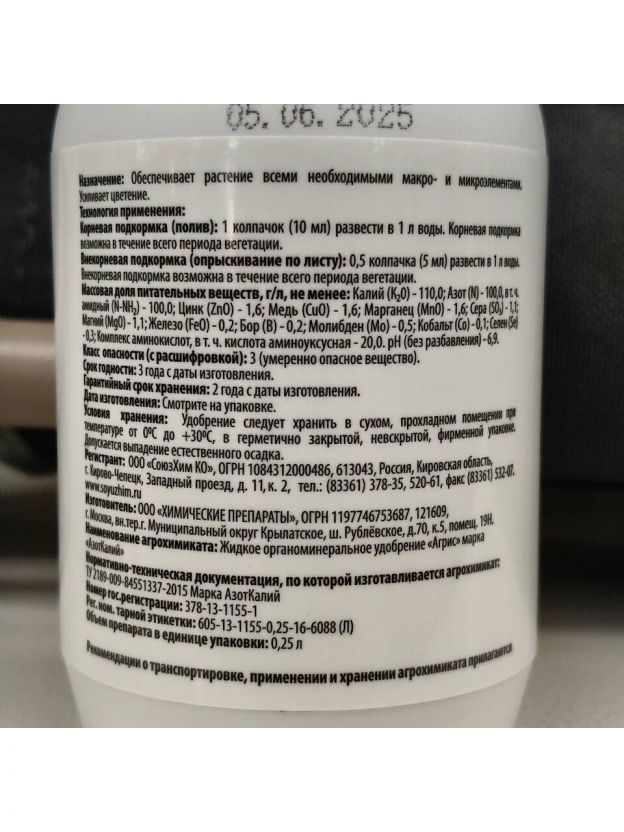 05. 06. 2025
Назначение: Обеспечивает растение всеми необходимыми макро- и микроэлементами.
Усиливает цветение.
Технология применения:
Корневая подкормка (полив): 1 колпачок (10 мл) развести в 1 л воды. Корневая подкормка
возможна в течение всего периода вегетации.
Внекорневая подкормка (опрыскивание по листу): 0,5 колпачка (5 мл) развести в 1 л воды.
Внекорневая подкормка возможна в течение всего периода вегетации.
Массовая доля питательных веществ, г/л, не менее: Калий (K₂O) - 110,0; Азот (N) - 100,0, в т. ч.
амидный (N-NH₂) - 100,0; Цинк (ZnO) - 1,6; Медь (CuO) - 1,6; Марганец (MnO) - 1,6; Сера (SO₃) - 1,1;
Магний (MgO) - 1,1; Железо (FeO) - 0,2; Бор (B) - 0,2; Молибден (Mo) - 0,5; Кобальт (Co) - 0,1; Селен (Se)
- 0,3; Комплекс аминокислот, в т. ч. кислота аминоуксусная - 20,0. pH (без разбавления) - 6,9.
Класс опасности (с расшифровкой): 3 (умеренно опасное вещество).
Срок годности: 3 года с даты изготовления.
Гарантийный срок хранения: 2 года с даты изготовления.
Дата изготовления: Смотрите на упаковке.
Условия хранения: Удобрение следует хранить в сухом, прохладном помещении при
температуре от 0⁰С до +30⁰С, в герметично закрытой, невскрытой, фирменной упаковке.
Допускается выпадение естественного осадка.
Регистрант: ООО «СоюзХим КО», ОГРН 1084312000486, 613043, Россия, Кировская область,
г. Кирово-Чепецк, Западный проезд, д. 11, к. 2, тел.: (83361) 378-35, 520-61, факс (83361) 532-07.
www.soyuzhim.ru
Изготовитель: ООО «ХИМИЧЕСКИЕ ПРЕПАРАТЫ», ОГРН 1197746753687, 121609,
г. Москва, вн.тер.г. Муниципальный округ Крылатское, ш. Рублёвское, д.70, к.5, помещ. 19Н.
Наименование агрохимиката: Жидкое органоминеральное удобрение «Агрис» марка
«АзотКалий»
Нормативно-техническая документация, по которой изготавливается агрохимикат:
ТУ 2189-009-84551337-2015 Марка АзотКалий
Номер гос.регистрации: 378-13-1155-1
Рег. ном. тарной этикетки: 605-13-1155-0,25-16-6088 (Л)
Объем препарата в единице упаковки: 0,25 л
Рекомендации о транспортировке, применении и хранении агрохимиката прилагаются